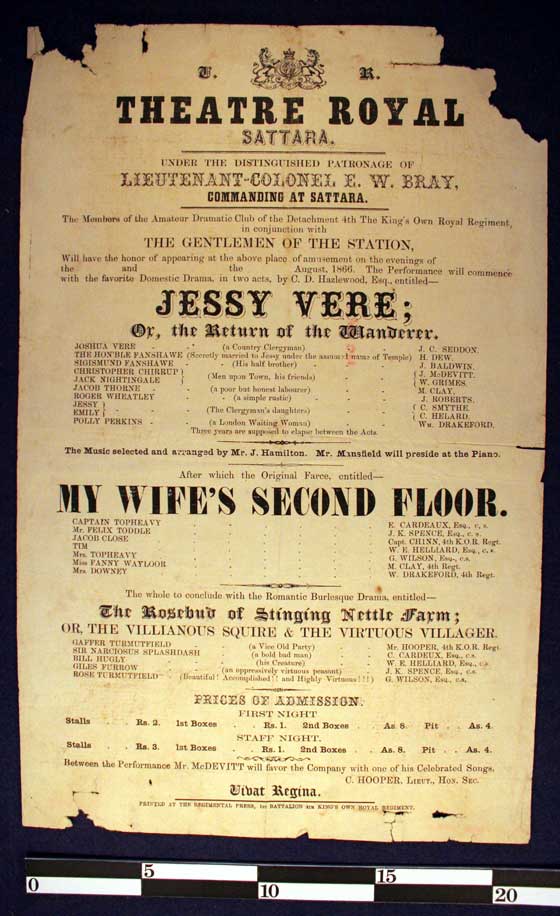 T. R.
THEATRE ROYAL
SATTARA.
UNDER THE DISTINGUISHED PATRONAGE OF
LIEUTENANT-COLONEL E. W. BRAY,
COMMANDING AT SATTARA.
The Members of the Amateur Dramatic Club of the Detachment 4th The King's Own Royal Regiment,
in conjunction with
THE GENTLEMEN OF THE STATION,
Will have the honor of appearing at the above place of amusement on the evenings of
the and the August, 1866. The Performance will commence
with the favorite Domestic Drama, in two acts, by C. D. Hazlewood, Esq., entitled—
JESSY VERE;
Or, the Return of the Wanderer.
JOSHUA VERE (a Country Clergyman) J. C. SEDDON.
THE HON'BLE FANSHAWE (Secretly married to Jessy under the assumed name of Temple) H. DEW.
SIGISMUND FANSHAWE (His half brother) J. BALDWIN.
CHRISTOPHER CHIRRUP } (Men upon Town, his friends) { J. McDEVITT.
JACK NIGHTINGALE } { W. GRIMES.
JACOB THORNE (a poor but honest labourer) M. CLAY.
ROGER WHEATLEY (a simple rustic) J. ROBERTS.
JESSY } (The Clergyman's daughters) { C. SMYTHE.
EMILY } { C. HELARD.
POLLY PERKINS (a London Waiting Woman) Wm. DRAKEFORD.
Three years are supposed to elapse between the Acts.
The Music selected and arranged by Mr. J. Hamilton. Mr. Mansfield will preside at the Piano.
After which the Original Farce, entitled—
MY WIFE'S SECOND FLOOR.
CAPTAIN TOPHEAVY E. CARDEAUX, Esq., c. s.
Mr. FELIX TODDLE J. K. SPENCE, Esq., c. s.
JACOB CLOSE Capt. CHINN, 4th K.O.R. Regt.
TIM W. E. HELLIARD, Esq., c. s.
Mrs. TOPHEAVY G. WILSON, Esq., c.s.
Miss FANNY WAYLOOR M. CLAY, 4th Regt.
Mrs. DOWNEY W. DRAKEFORD, 4th Regt.
The whole to conclude with the Romantic Burlesque Drama, entitled—
The Rosebud of Stinging Nettle Farm;
OR, THE VILLIANOUS SQUIRE & THE VIRTUOUS VILLAGER.
GAFFER TURMUTFIELD (a Vice Old Party) Mr. HOOPER, 4th K.O.R. Regt.
SIR NARCIOSUS SPLASHDASH (a bold bad man) C. CARDEAUX, Esq., c.s.
BILL HUGLY (his Creature) W. E. HELLIARD, Esq., c.s.
GILES FURROW (an oppressively virtuous peasant) J. K. SPENCE, Esq., c.s.
ROSE TURMUTFIELD (Beautiful! Accomplished!! and Highly Virtuous!!!) G. WILSON, Esq., c.s.
PRICES OF ADMISSION.
FIRST NIGHT
Stalls . . Rs. 2. 1st Boxes . . Rs. 1. 2nd Boxes . . As. 8. Pit . . As. 4.
STAFF NIGHT.
Stalls . . Rs. 3. 1st Boxes . . Rs. 1. 2nd Boxes . . As. 8. Pit . . As. 4.
Between the Performance Mr. McDEVITT will favor the Company with one of his Celebrated Songs.
C. HOOPER, Lieut., Hon. Sec.
Vivat Regina.
PRINTED AT THE REGIMENTAL PRESS, 1st BATTALION 4th KING'S OWN ROYAL REGIMENT.
0 5 10 15 20